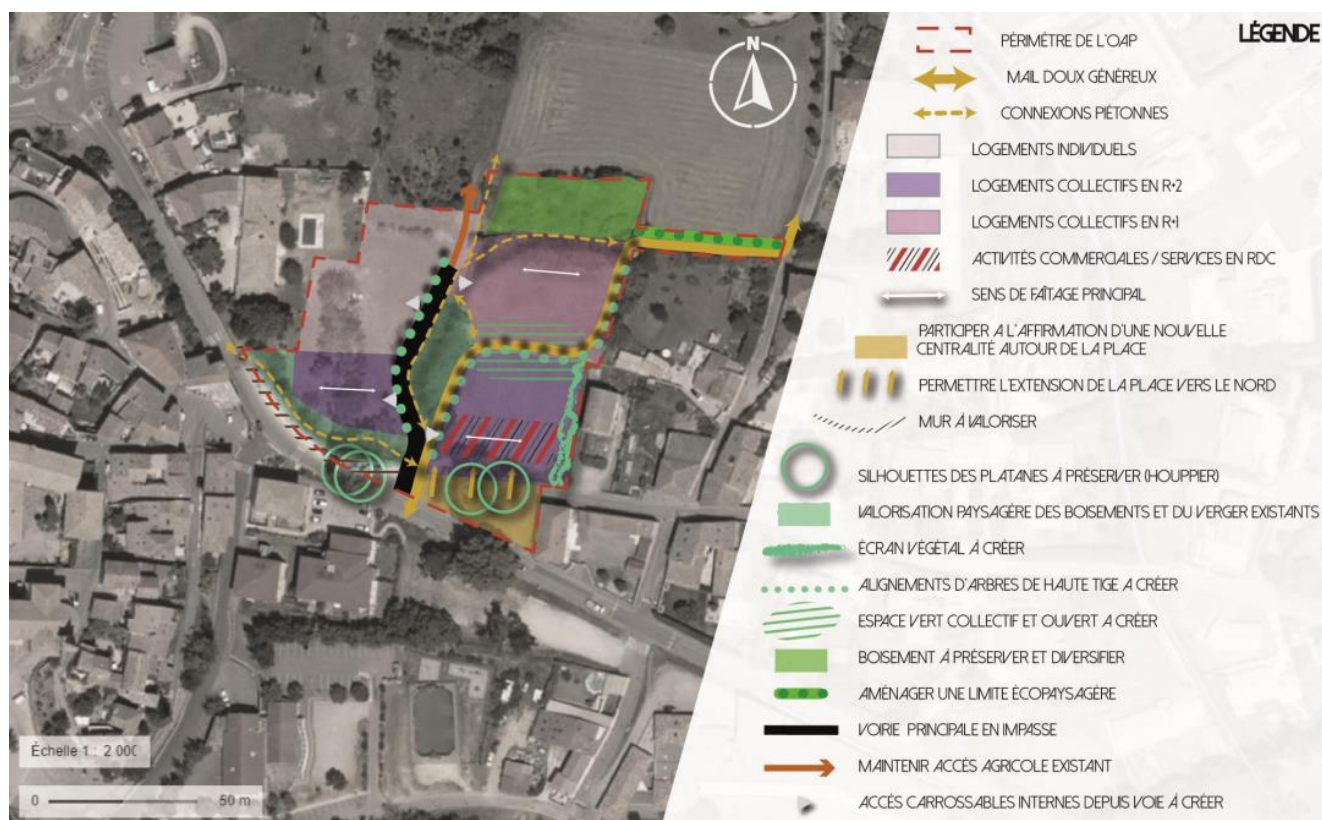 N
LÉGENDE
PÉRIMÈTRE DE L'OAP
MAIL DOUX GÉNÉREUX
CONNEXIONS PIÉTONNES
LOGEMENTS INDIVIDUELS
LOGEMENTS COLLECTIFS EN R+2
LOGEMENTS COLLECTIFS EN R+1
ACTIVITÉS COMMERCIALES / SERVICES EN RDC
SENS DE FAÎTAGE PRINCIPAL
PARTICIPER A L'AFFIRMATION D'UNE NOUVELLE
CENTRALITÉ AUTOUR DE LA PLACE
PERMETTRE L'EXTENSION DE LA PLACE VERS LE NORD
MUR À VALORISER
SILHOUETTES DES PLATANES À PRÉSERVER (HOUPPIER)
VALORISATION PAYSAGÈRE DES BOISEMENTS ET DU VERGER EXISTANTS
ÉCRAN VÉGÉTAL À CRÉER
ALIGNEMENTS D'ARBRES DE HAUTE TIGE A CRÉER
ESPACE VERT COLLECTIF ET OUVERT A CRÉER
BOISEMENT À PRÉSERVER ET DIVERSIFIER
AMÉNAGER UNE LIMITE ÉCOPAYSAGÈRE
VOIRIE PRINCIPALE EN IMPASSE
MAINTENIR ACCÈS AGRICOLE EXISTANT
ACCÈS CARROSSABLES INTERNES DEPUIS VOIE À CRÉER
Échelle 1 : 2 000
0 50 m